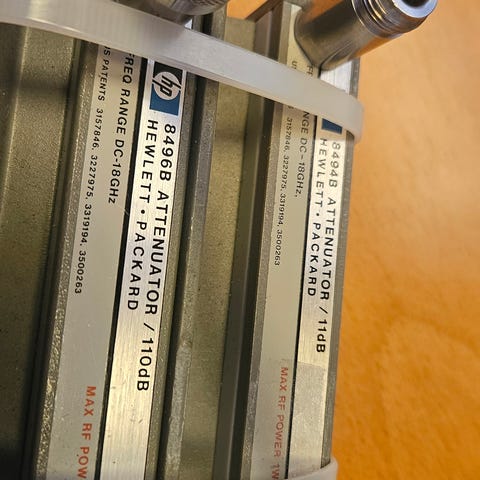 hp 8496B ATTENUATOR / 110dB
HEWLETT • PACKARD
FREQ RANGE DC-18GHz
PATENTS 3157846, 3227975, 3319194, 3500263
MAX RF POW
8494B ATTENUATOR / 11dB
HEWLETT • PACKARD
RANGE DC-18GHz,
3157846, 3227975, 3319194, 3500263
MAX RF POWER 1W